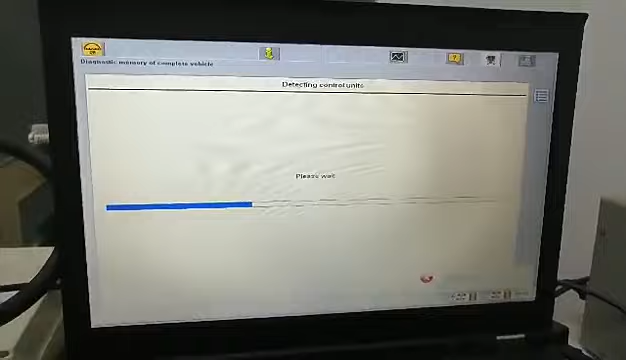 Diagnostic memory of complete vehicle
Detecting control units
Please wait